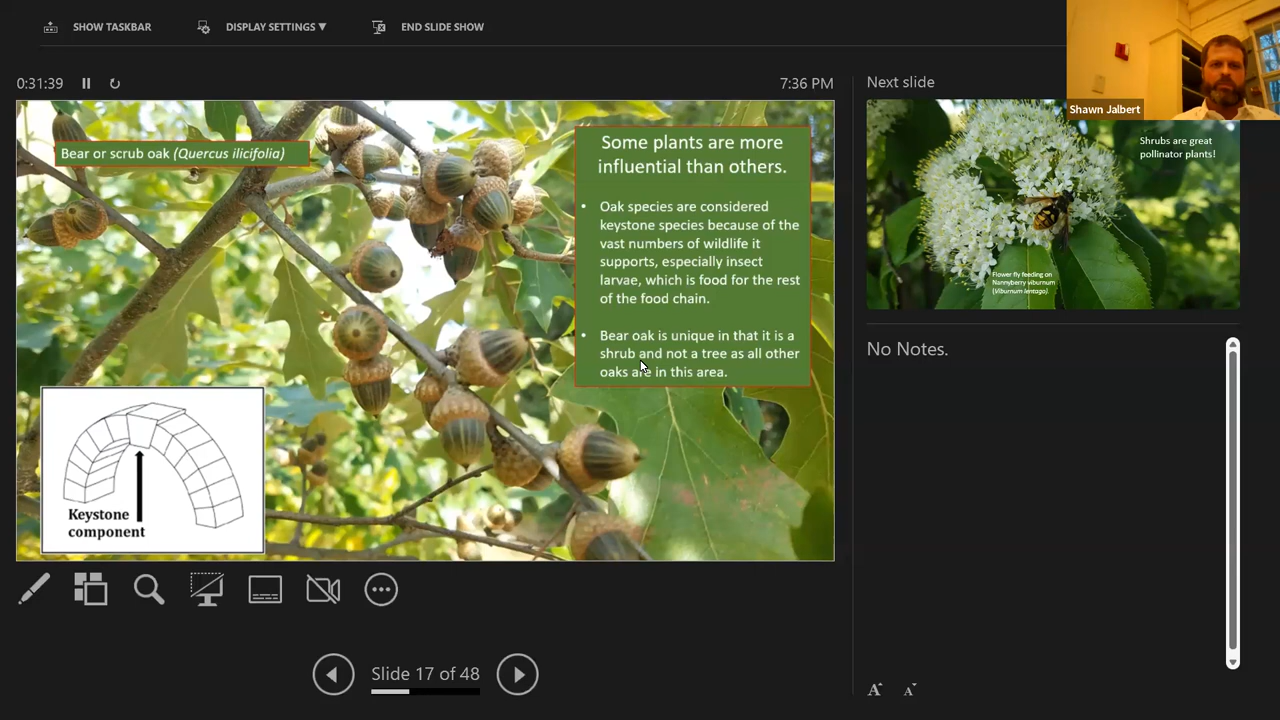 SHOW TASKBAR
DISPLAY SETTINGS ▼
END SLIDE SHOW
0:31:39
7:36 PM
Next slide
Shawn Jalbert
Bear or scrub oak (Quercus ilicifolia)
Some plants are more
influential than others.
• Oak species are considered
keystone species because of the
vast numbers of wildlife it
supports, especially insect
larvae, which is food for the rest
of the food chain.
• Bear oak is unique in that it is a
shrub and not a tree as all other
oaks are in this area.
Keystone
component
Shrubs are great
pollinator plants!
Flower fly feeding on
Nannyberry viburnum
(Viburnum lentago)
No Notes.
Slide 17 of 48
A A